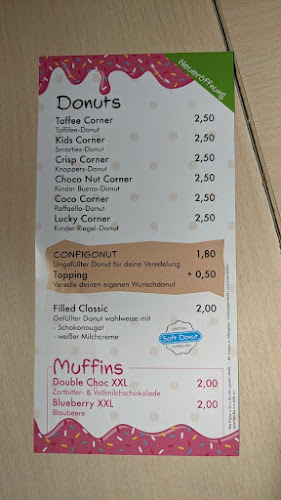 Neueröffnung
Donuts
Toffee Corner 2,50
Toffifee-Donut
Kids Corner 2,50
Smarties-Donut
Crisp Corner 2,50
Knoppers-Donut
Choco Nut Corner 2,50
Kinder Bueno-Donut
Coco Corner 2,50
Raffaello-Donut
Lucky Corner 2,50
Kinder Riegel-Donut
CONFIGONUT 1,80
Ungefüllter Donut für deine Veredelung
Topping + 0,50
Veredle deinen eigenen Wunschdonut
Filled Classic 2,00
Gefüllter Donut wahlweise mit
- Schokonougat
- weißer Milchcreme
ORIGINAL
Soft Donut
AMERICAN
Muffins
Double Choc XXL 2,00
Zartbitter- & Vollmilchschokolade
Blueberry XXL 2,00
Blaubeere